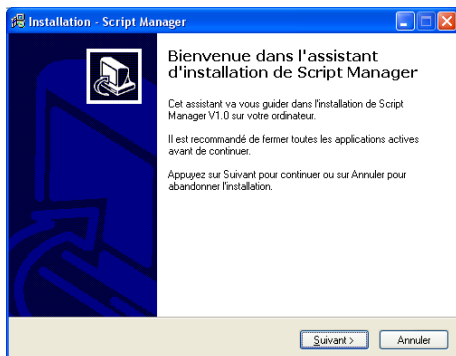 Installation - Script Manager
Bienvenue dans l'assistant
d'installation de Script Manager
Cet assistant va vous guider dans l'installation de Script
Manager V1.0 sur votre ordinateur.
Il est recommandé de fermer toutes les applications actives
avant de continuer.
Appuyez sur Suivant pour continuer ou sur Annuler pour
abandonner l'installation.
Suivant >
Annuler